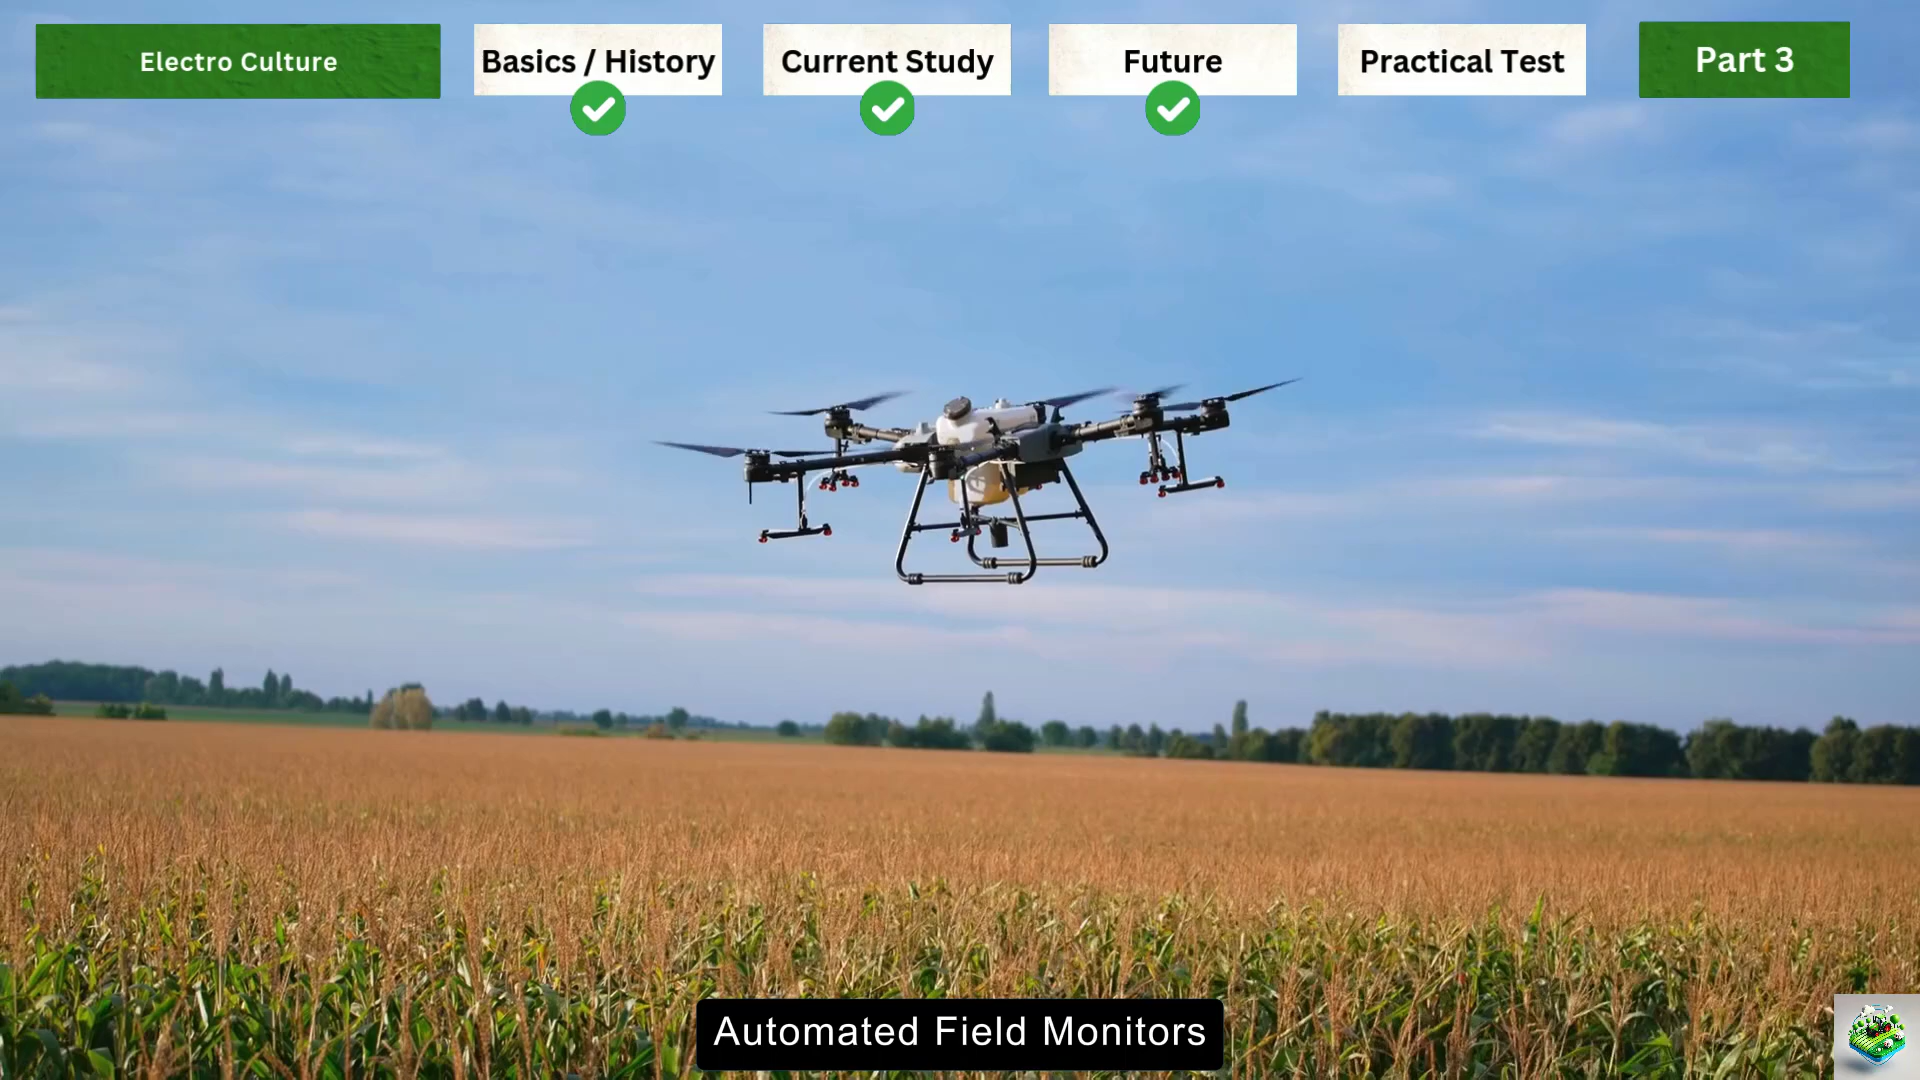 Electro Culture
Basics / History
Current Study
Future
Practical Test
Part 3
Automated Field Monitors